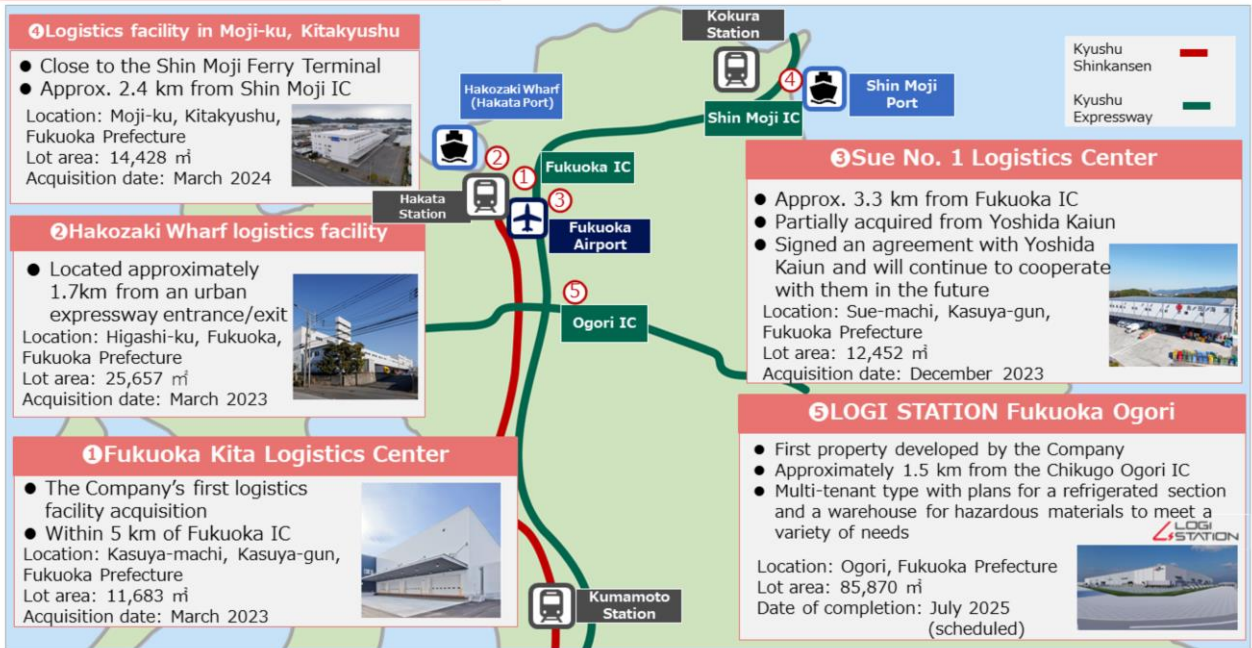 ❹Logistics facility in Moji-ku, Kitakyushu
● Close to the Shin Moji Ferry Terminal
● Approx. 2.4 km from Shin Moji IC
Location: Moji-ku, Kitakyushu,
Fukuoka Prefecture
Lot area: 14,428 ㎡
Acquisition date: March 2024
❷Hakozaki Wharf logistics facility
● Located approximately
1.7km from an urban
expressway entrance/exit
Location: Higashi-ku, Fukuoka,
Fukuoka Prefecture
Lot area: 25,657 ㎡
Acquisition date: March 2023
❶Fukuoka Kita Logistics Center
● The Company's first logistics
facility acquisition
● Within 5 km of Fukuoka IC
Location: Kasuya-machi, Kasuya-gun,
Fukuoka Prefecture
Lot area: 11,683 ㎡
Acquisition date: March 2023
Kokura
Station
④
Shin Moji
Port
Shin Moji IC
Hakozaki Wharf
(Hakata Port)
②
①
Fukuoka IC
Hakata
Station
③
Fukuoka
Airport
⑤
Ogori IC
Kumamoto
Station
Kyushu
Shinkansen
Kyushu
Expressway
❸Sue No. 1 Logistics Center
● Approx. 3.3 km from Fukuoka IC
● Partially acquired from Yoshida Kaiun
● Signed an agreement with Yoshida
Kaiun and will continue to cooperate
with them in the future
Location: Sue-machi, Kasuya-gun,
Fukuoka Prefecture
Lot area: 12,452 ㎡
Acquisition date: December 2023
❺LOGI STATION Fukuoka Ogori
● First property developed by the Company
● Approximately 1.5 km from the Chikugo Ogori IC
● Multi-tenant type with plans for a refrigerated section
and a warehouse for hazardous materials to meet a
variety of needs
LOGI
STATION
Location: Ogori, Fukuoka Prefecture
Lot area: 85,870 ㎡
Date of completion: July 2025
(scheduled)